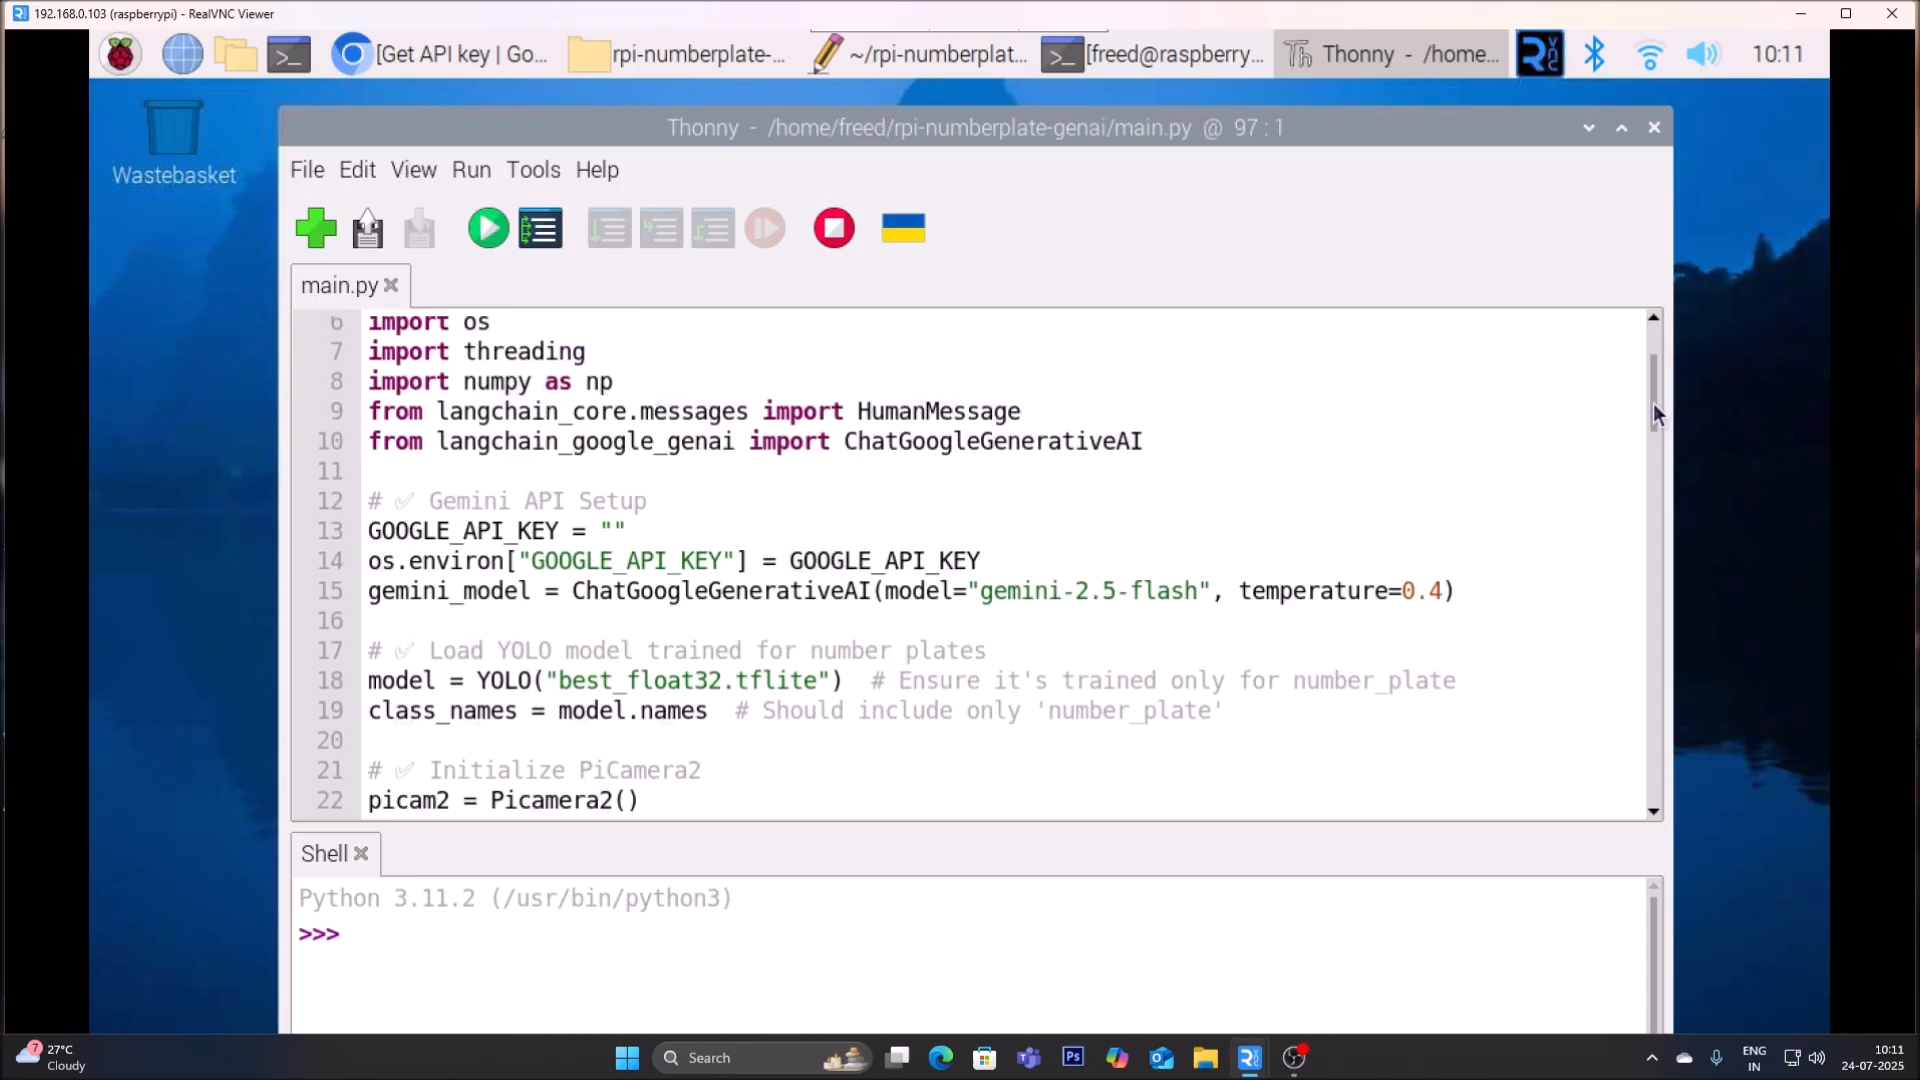 192.168.0.103 (raspberrypi) - RealVNC Viewer
[Get API key | Go...
rpi-numberplate-...
~/rpi-numberplat...
[freed@raspberry...
Thonny - /home...
10:11
Wastebasket
Thonny - /home/freed/rpi-numberplate-genai/main.py @ 97 : 1
File Edit View Run Tools Help
main.py
6 import os
7 import threading
8 import numpy as np
9 from langchain_core.messages import HumanMessage
10 from langchain_google_genai import ChatGoogleGenerativeAI
11
12 # ✅ Gemini API Setup
13 GOOGLE_API_KEY = ""
14 os.environ["GOOGLE_API_KEY"] = GOOGLE_API_KEY
15 gemini_model = ChatGoogleGenerativeAI(model="gemini-2.5-flash", temperature=0.4)
16
17 # ✅ Load YOLO model trained for number plates
18 model = YOLO("best_float32.tflite")  # Ensure it's trained only for number_plate
19 class_names = model.names  # Should include only 'number_plate'
20
21 # ✅ Initialize PiCamera2
22 picam2 = Picamera2()
Shell
Python 3.11.2 (/usr/bin/python3)
>>>
7
27°C
Cloudy
Search
Ps
ENG
IN
10:11
24-07-2025